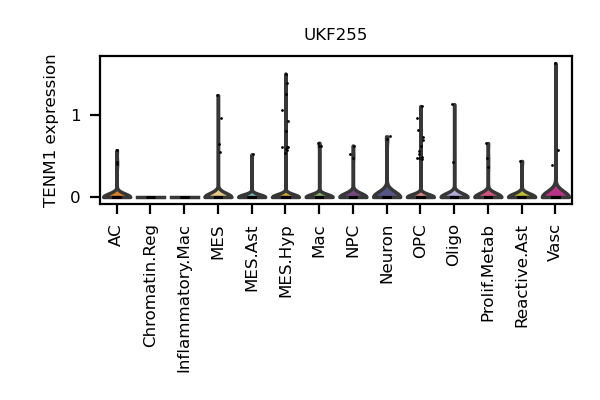 UKF255
TENM1 expression
1
0
AC
Chromatin.Reg
Inflammatory.Mac
MES
MES.Ast
MES.Hyp
Mac
NPC
Neuron
OPC
Oligo
Prolif.Metab
Reactive.Ast
Vasc